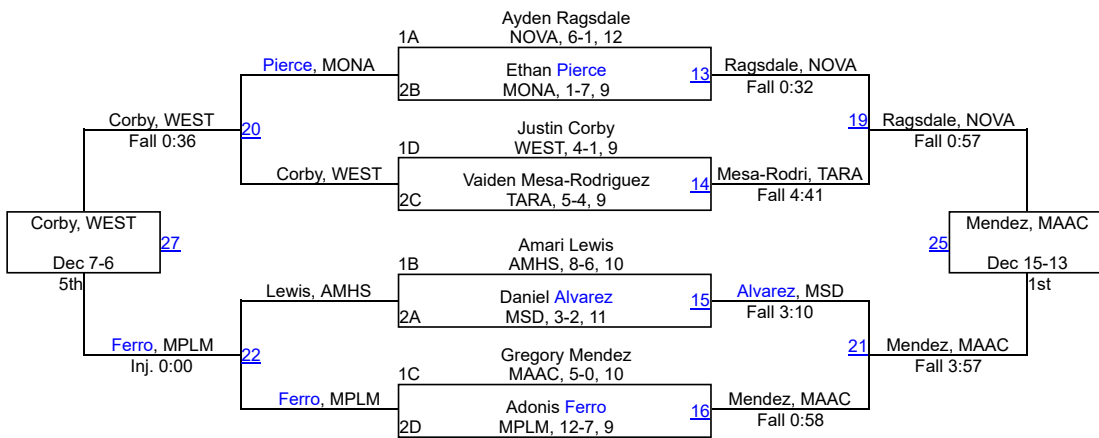 Ayden Ragsdale
1A
NOVA, 6-1, 12
Pierce, MONA
Ethan Pierce
13
Ragsdale, NOVA
2B
MONA, 1-7, 9
Fall 0:32
Corby, WEST
20
Fall 0:36
Justin Corby
19
Ragsdale, NOVA
Fall 0:57
1D
WEST, 4-1, 9
Corby, WEST
Vaiden Mesa-Rodriguez
14
Mesa-Rodri, TARA
2C
TARA, 5-4, 9
Fall 4:41
Corby, WEST
27
Dec 7-6
5th
Amari Lewis
25
Mendez, MAAC
Dec 15-13
1st
1B
AMHS, 8-6, 10
Lewis, AMHS
Daniel Alvarez
15
Alvarez, MSD
2A
MSD, 3-2, 11
Fall 3:10
Ferro, MPLM
22
Inj. 0:00
Gregory Mendez
21
Mendez, MAAC
Fall 3:57
1C
MAAC, 5-0, 10
Ferro, MPLM
Adonis Ferro
16
Mendez, MAAC
2D
MPLM, 12-7, 9
Fall 0:58